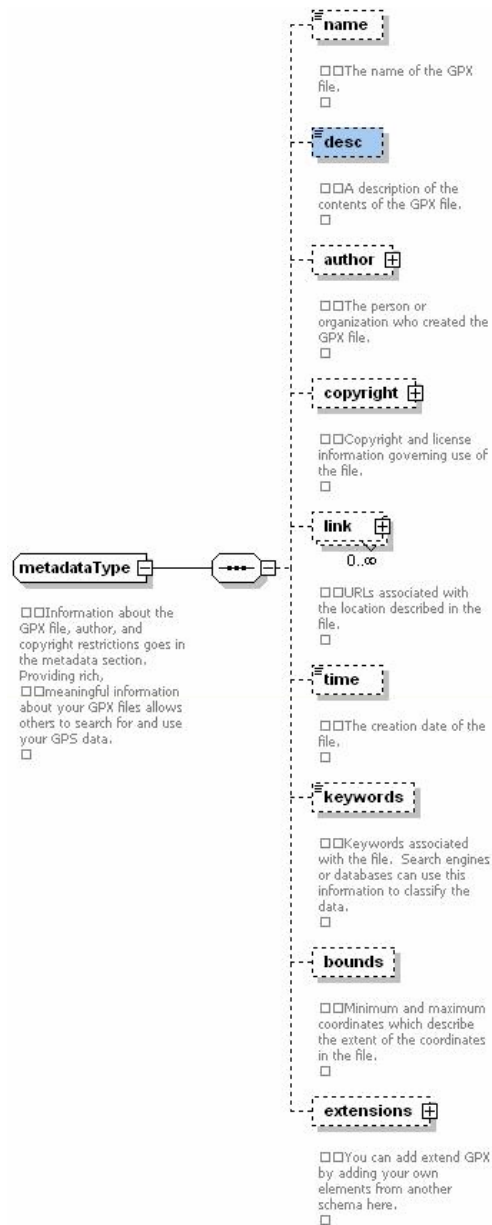 name
□□The name of the GPX
file.
□
desc
□□A description of the
contents of the GPX file.
□
author
□□The person or
organization who created the
GPX file.
□
copyright
□□Copyright and license
information governing use of
the file.
□
link
0..∞
□□URLs associated with
the location described in the
file.
□
metadataType
□□Information about the
GPX file, author, and
copyright restrictions goes in
the metadata section.
Providing rich,
□□meaningful information
about your GPX files allows
others to search for and use
your GPS data.
□
time
□□The creation date of the
file.
□
keywords
□□Keywords associated
with the file. Search engines
or databases can use this
information to classify the
data.
□
bounds
□□Minimum and maximum
coordinates which describe
the extent of the coordinates
in the file.
□
extensions
□□You can add extend GPX
by adding your own
elements from another
schema here.
□